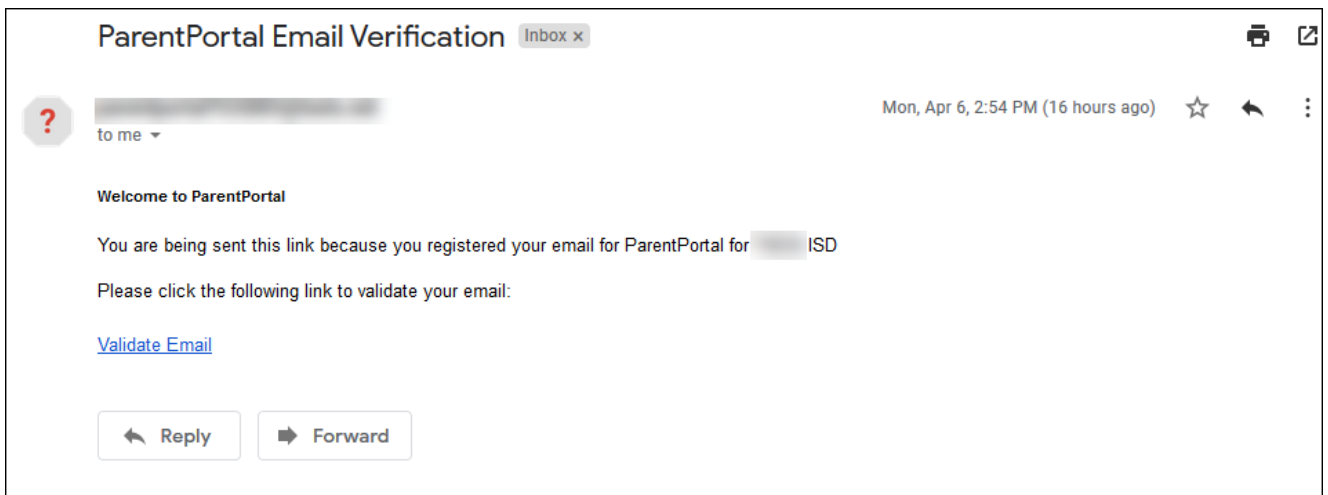 ParentPortal Email Verification Inbox x
?
Mon, Apr 6, 2:54 PM (16 hours ago)
to me
Welcome to ParentPortal
You are being sent this link because you registered your email for ParentPortal for ISD
Please click the following link to validate your email:
Validate Email
Reply Forward